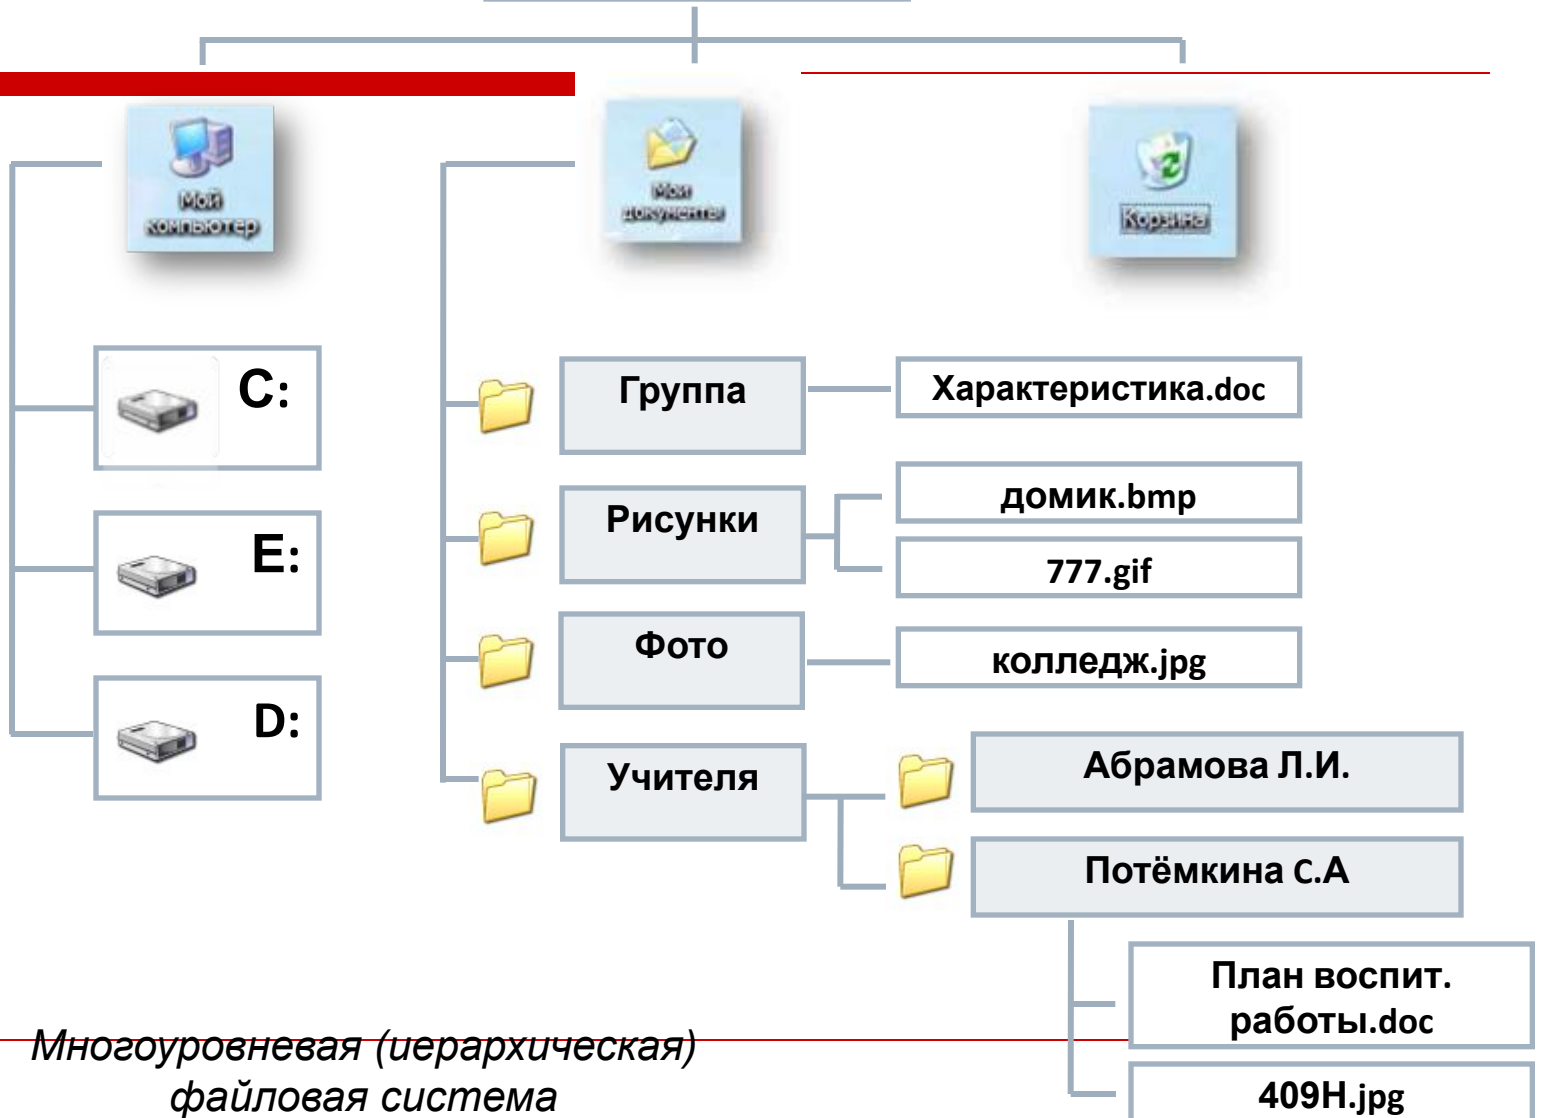 Мой
компьютер
Мои
документы
Корзина
C:
E:
D:
Группа
Характеристика.doc
Рисунки
домик.bmp
777.gif
Фото
колледж.jpg
Учителя
Абрамова Л.И.
Потёмкина С.А
План воспит.
работы.doc
409Н.jpg
Многоуровневая (иерархическая)
файловая система